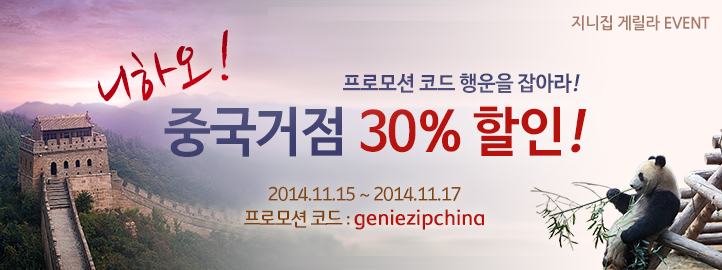 지니집 게릴라 EVENT
니하오!
프로모션 코드 행운을 잡아라!
중국거점 30% 할인!
2014.11.15 ~ 2014.11.17
프로모션 코드 : geniezipchina